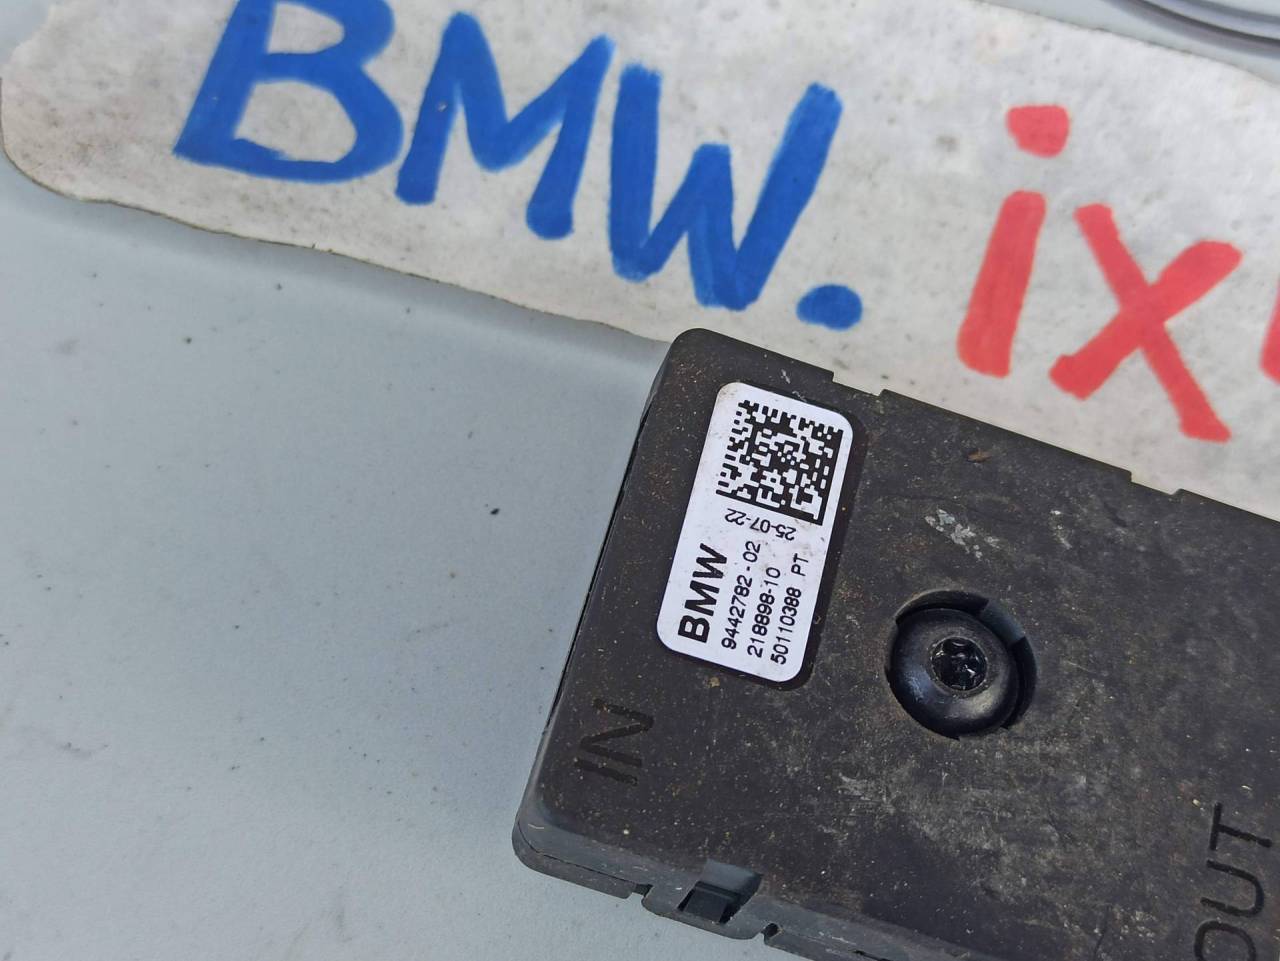 BMW. ix
25-07-22
BMW
9442782-02
218898-10
50110388 PT
IN
OUT